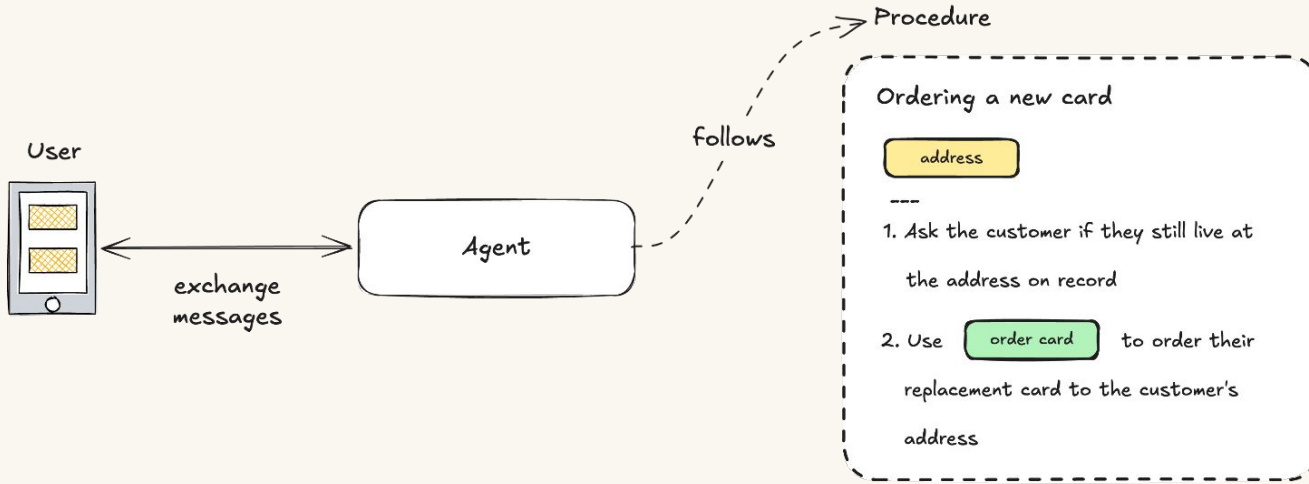 Procedure
Ordering a new card
address
---
1. Ask the customer if they still live at
the address on record
2. Use order card to order their
replacement card to the customer's
address
follows
User
Agent
exchange
messages